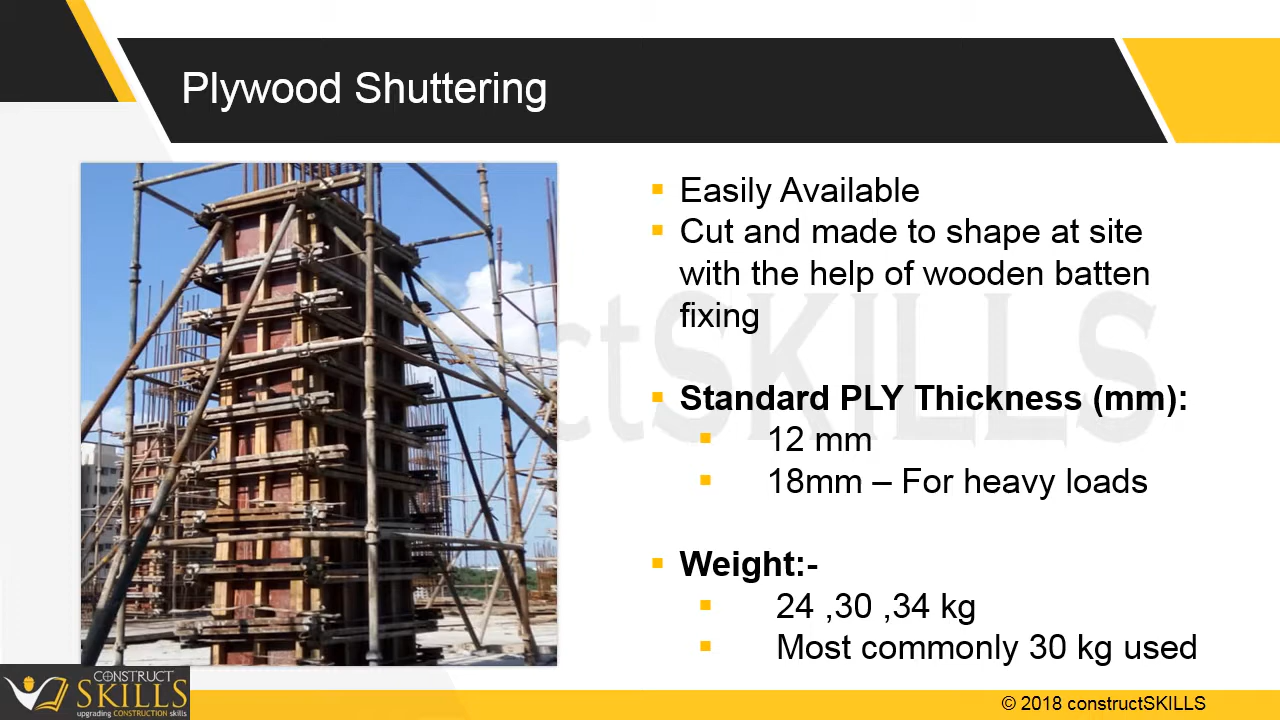 Plywood Shuttering
Easily Available
Cut and made to shape at site
with the help of wooden batten
fixing
Standard PLY Thickness (mm):
12 mm
18mm – For heavy loads
Weight:-
24 ,30 ,34 kg
Most commonly 30 kg used
ctSKILLS
CONSTRUCT
SKILLS
upgrading CONSTRUCTION skills
© 2018 constructSKILLS